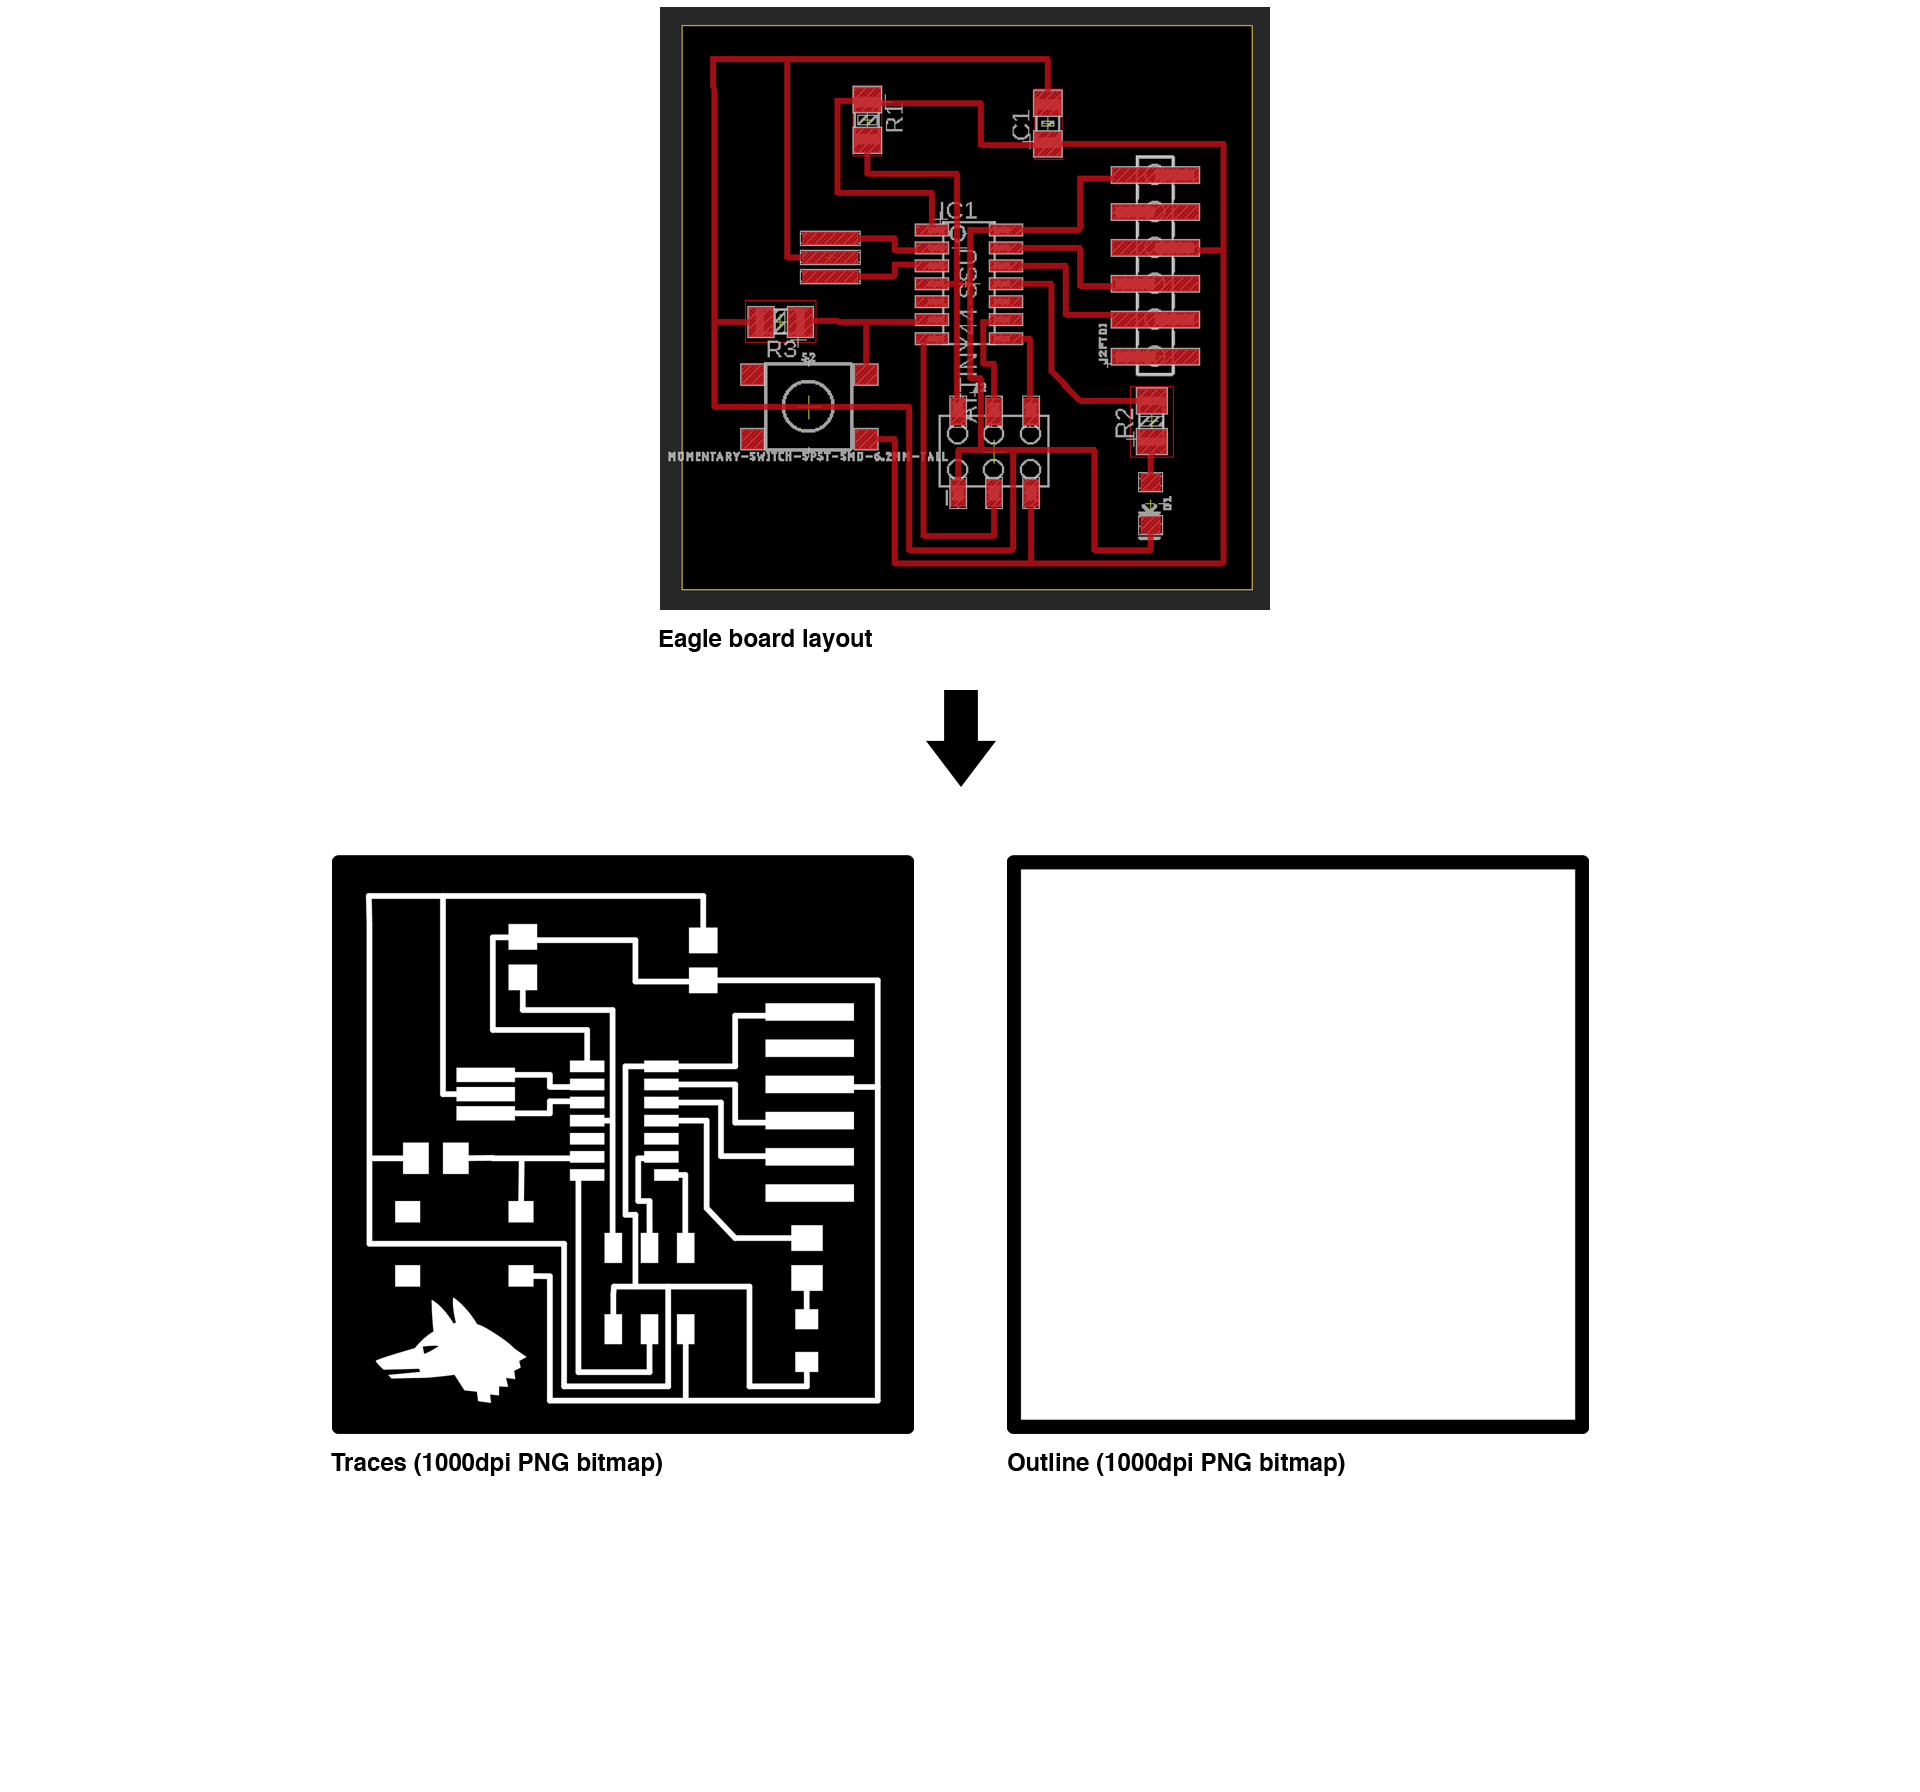 R1
C1
IC1
ATTINY44-SSU
J2FTDI
R3
S2
R2
MOMENTARY-SWITCH-SPST-SMD-6.2MM-TALL
D1
Eagle board layout
Traces (1000dpi PNG bitmap)
Outline (1000dpi PNG bitmap)